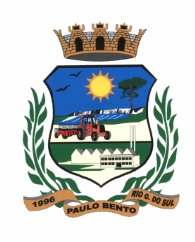 1996
PAULO BENTO
RIO G. DO SUL